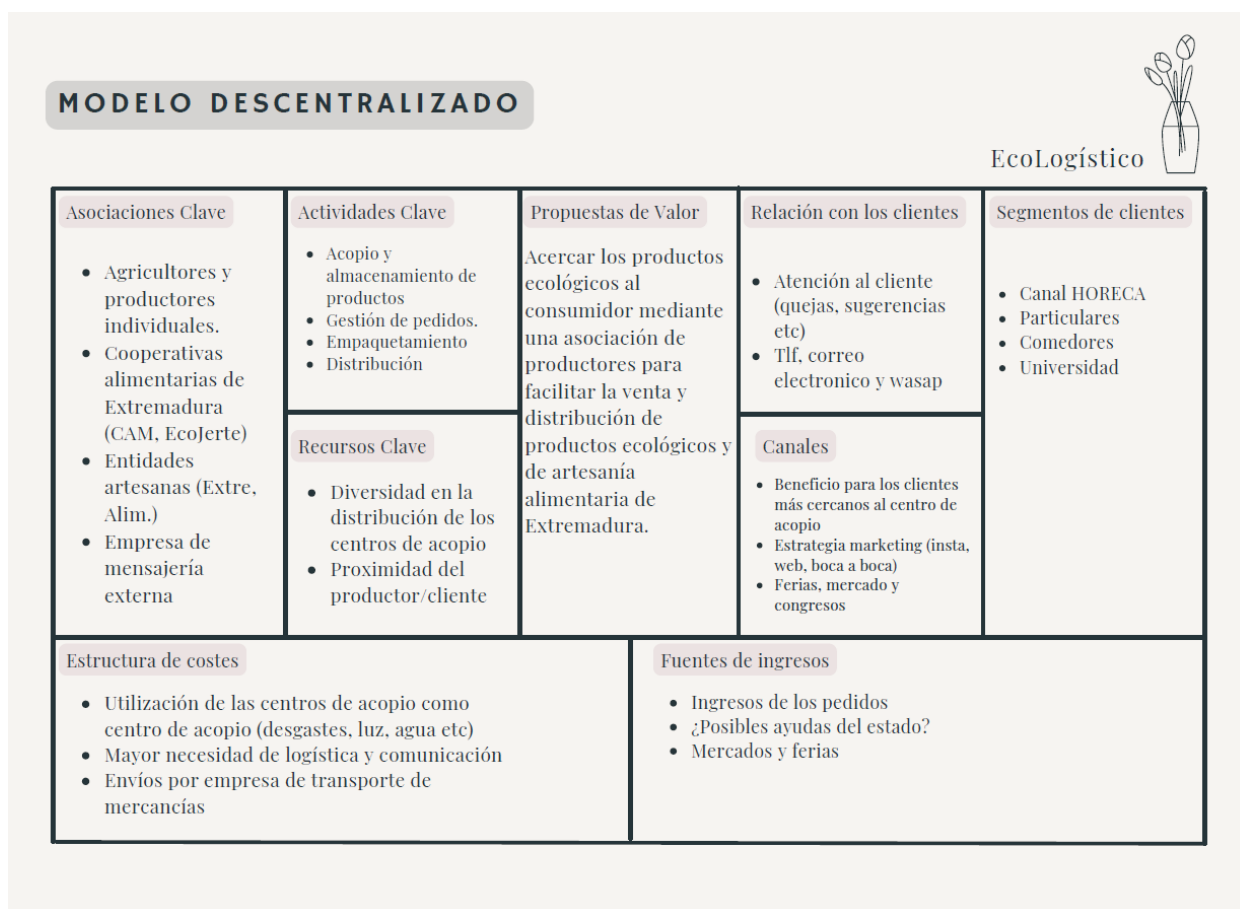 MODELO DESCENTRALIZADO
EcoLogístico
Asociaciones Clave
Agricultores y
productores
individuales.
Cooperativas
alimentarias de
Extremadura
(CAM, EcoJerte)
Entidades
artesanas (Extre,
Alim.)
Empresa de
mensajería
externa
Actividades Clave
Acopio y
almacenamiento de
productos
Gestión de pedidos.
Empaquetamiento
Distribución
Recursos Clave
Diversidad en la
distribución de los
centros de acopio
Proximidad del
productor/cliente
Propuestas de Valor
Acercar los productos
ecológicos al
consumidor mediante
una asociación de
productores para
facilitar la venta y
distribución de
productos ecológicos y
de artesanía
alimentaria de
Extremadura.
Relación con los clientes
Atención al cliente
(quejas, sugerencias
etc)
Tlf, correo
electronico y wasap
Canales
Beneficio para los clientes
más cercanos al centro de
acopio
Estrategia marketing (insta,
web, boca a boca)
Ferias, mercado y
congresos
Segmentos de clientes
Canal HORECA
Particulares
Comedores
Universidad
Estructura de costes
Utilización de las centros de acopio como
centro de acopio (desgastes, luz, agua etc)
Mayor necesidad de logística y comunicación
Envíos por empresa de transporte de
mercancías
Fuentes de ingresos
Ingresos de los pedidos
¿Posibles ayudas del estado?
Mercados y ferias